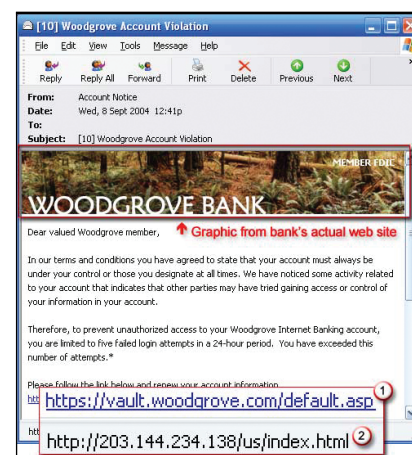 [10] Woodgrove Account Violation
File Edit View Tools Message Help
Reply Reply All Forward Print Delete Previous Next
From: Account Notice
Date: Wed, 8 Sept 2004 12:41p
To:
Subject: [10] Woodgrove Account Violation
MEMBER FDIC
WOODGROVE BANK
Dear valued Woodgrove member,
Graphic from bank's actual web site
In our terms and conditions you have agreed to state that your account must always be
under your control or those you designate at all times. We have noticed some activity related
to your account that indicates that other parties may have tried gaining access or control of
your information in your account.
Therefore, to prevent unauthorized access to your Woodgrove Internet Banking account,
you are limited to five failed login attempts in a 24-hour period. You have exceeded this
number of attempts.*
Please follow the link below and renew your account information
htt
https://vault.woodgrove.com/default.asp 1
htt
http://203.144.234.138/us/index.html 2